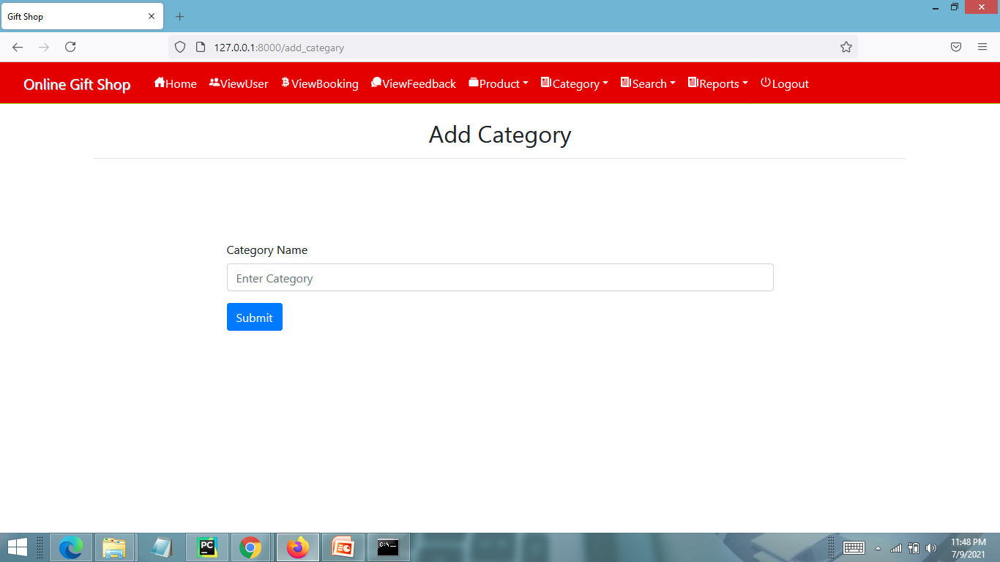 Gift Shop
127.0.0.1:8000/add_categary
Online Gift Shop Home ViewUser ViewBooking ViewFeedback Product Category Search Reports Logout
Add Category
Category Name
Enter Category
Submit
PC
C:\_
11:48 PM
7/9/2021